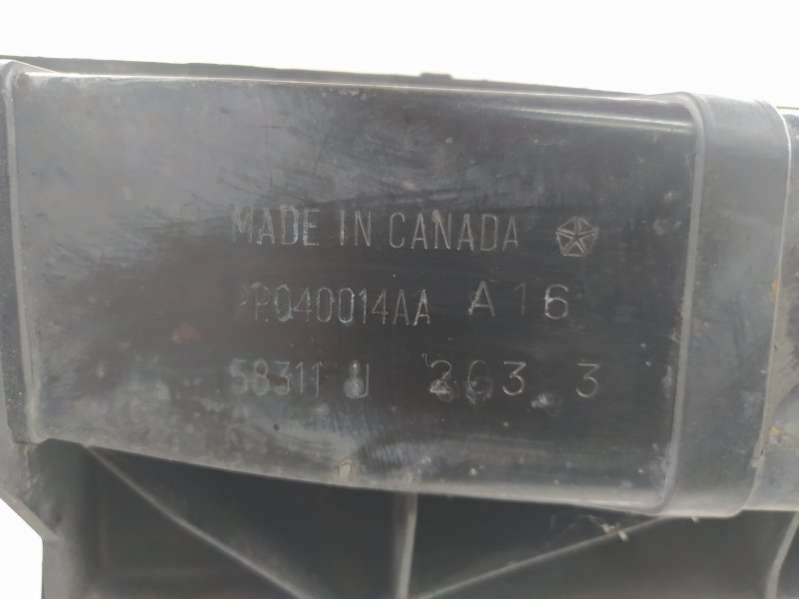 MADE IN CANADA
PR040014AA A16
58311 U 263 3